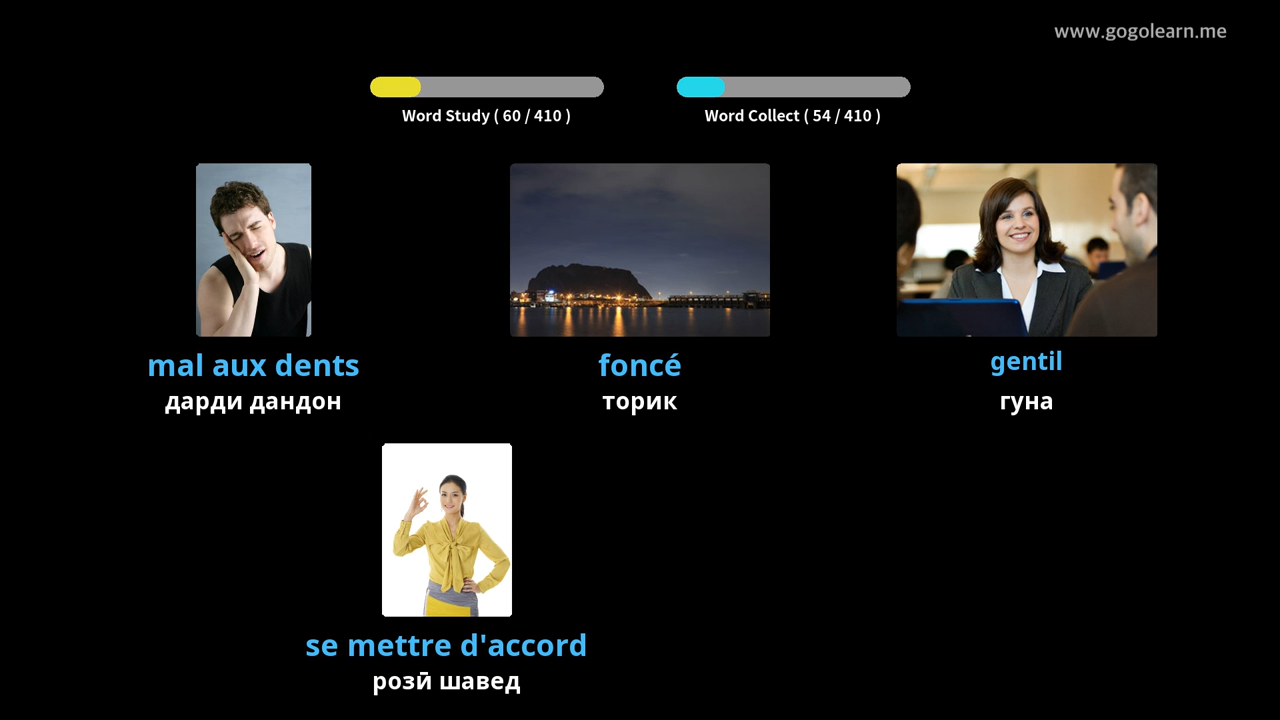 www.gogolearn.me
Word Study ( 60 / 410 )
Word Collect ( 54 / 410 )
mal aux dents
дарди дандон
foncé
торик
gentil
гуна
se mettre d'accord
розӣ шавед